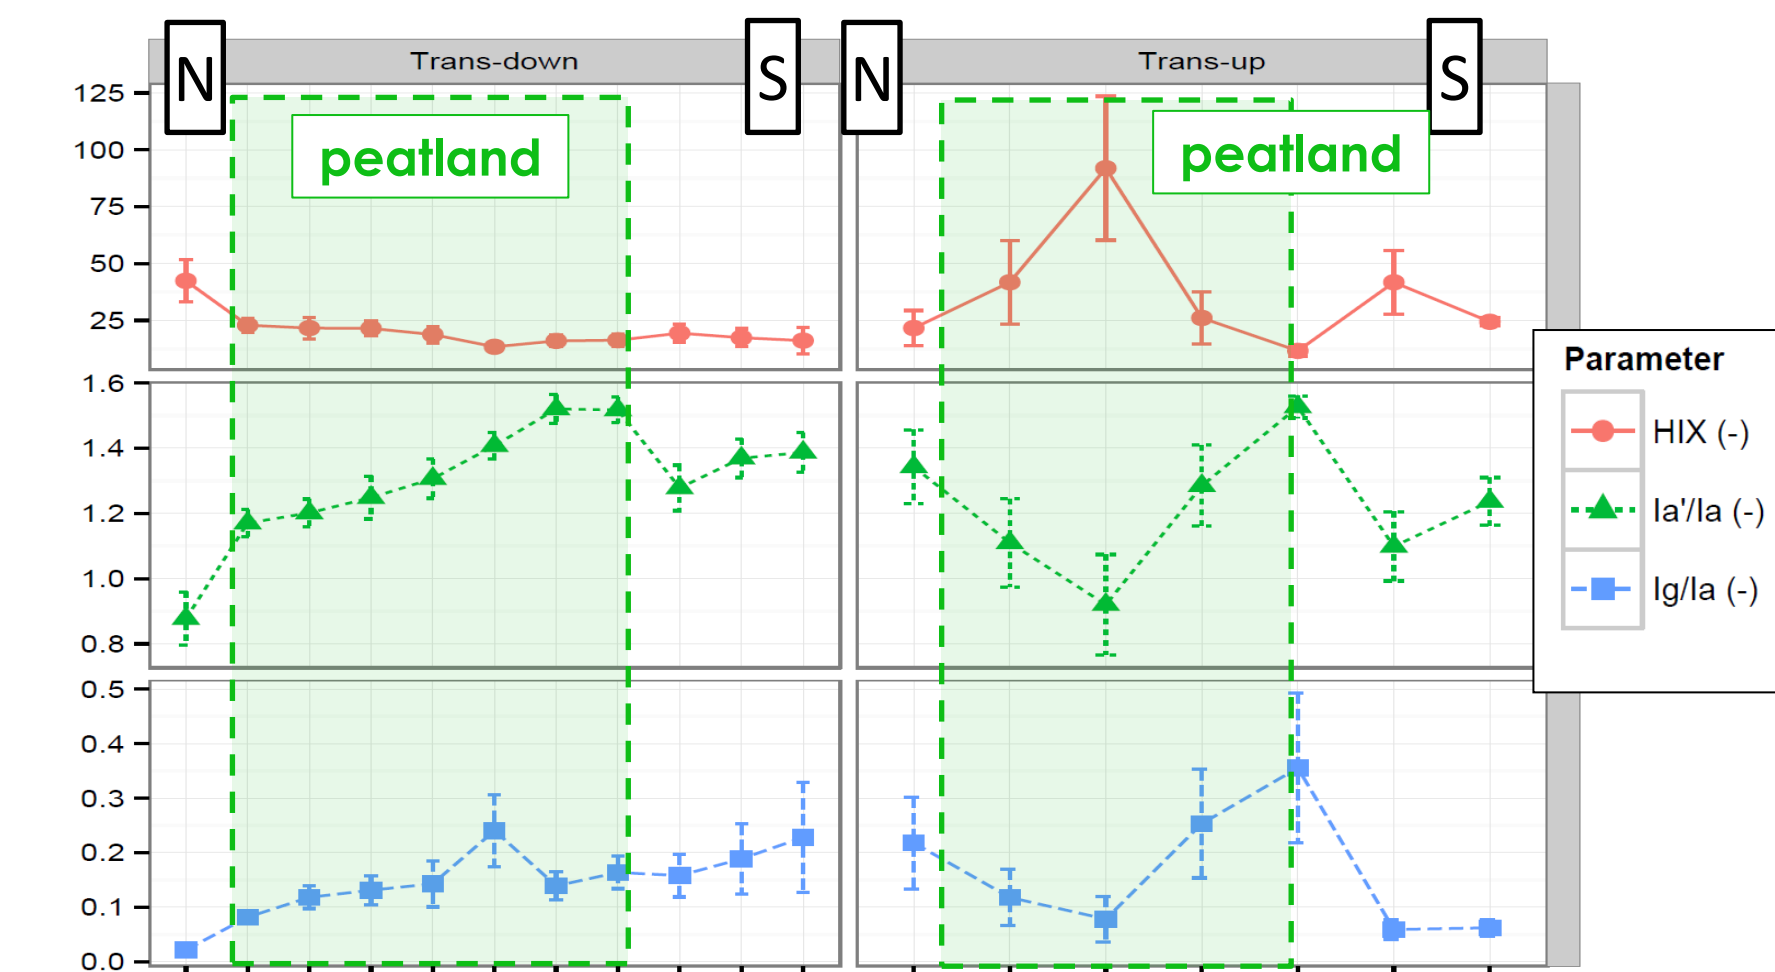 N
Trans-down
S
N
Trans-up
S
peatland
peatland
125
100
75
50
25
1.6
1.4
1.2
1.0
0.8
0.5
0.4
0.3
0.2
0.1
0.0
Parameter
HIX (-)
Ia'/Ia (-)
Ig/Ia (-)